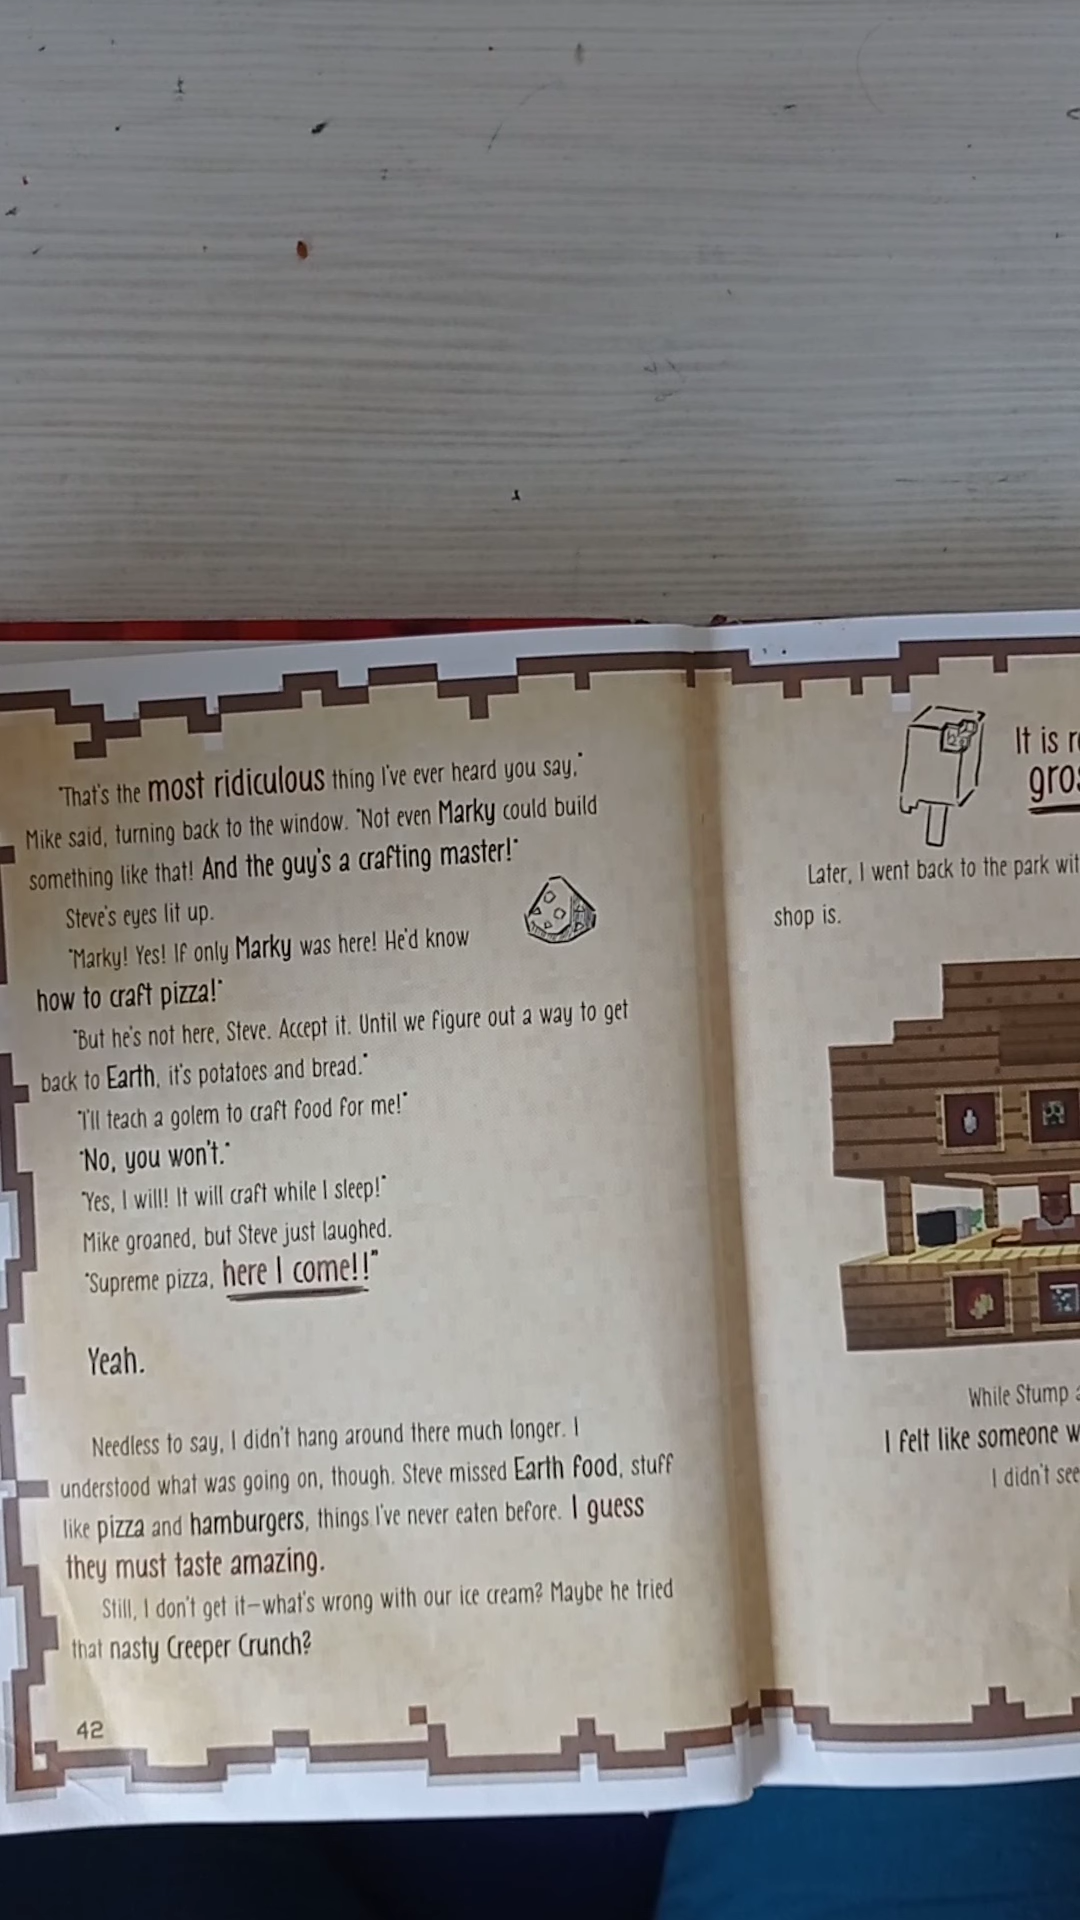 "That's the most ridiculous thing I've ever heard you say,"
Mike said, turning back to the window. "Not even Marky could build
something like that! And the guy's a crafting master!"
Steve's eyes lit up.
"Marky! Yes! If only Marky was here! He'd know
how to craft pizza!"
"But he's not here, Steve. Accept it. Until we figure out a way to get
back to Earth, it's potatoes and bread."
"I'll teach a golem to craft food for me!"
"No, you won't."
"Yes, I will! It will craft while I sleep!"
Mike groaned, but Steve just laughed.
"Supreme pizza, here I come!!"
Yeah.
Needless to say, I didn't hang around there much longer. I
understood what was going on, though. Steve missed Earth food, stuff
like pizza and hamburgers, things I've never eaten before. I guess
they must taste amazing.
Still, I don't get it—what's wrong with our ice cream? Maybe he tried
that nasty Creeper Crunch?
42
It is
Later, I went back to the park
shop is.
While Stump
I felt like someone
I didn't see